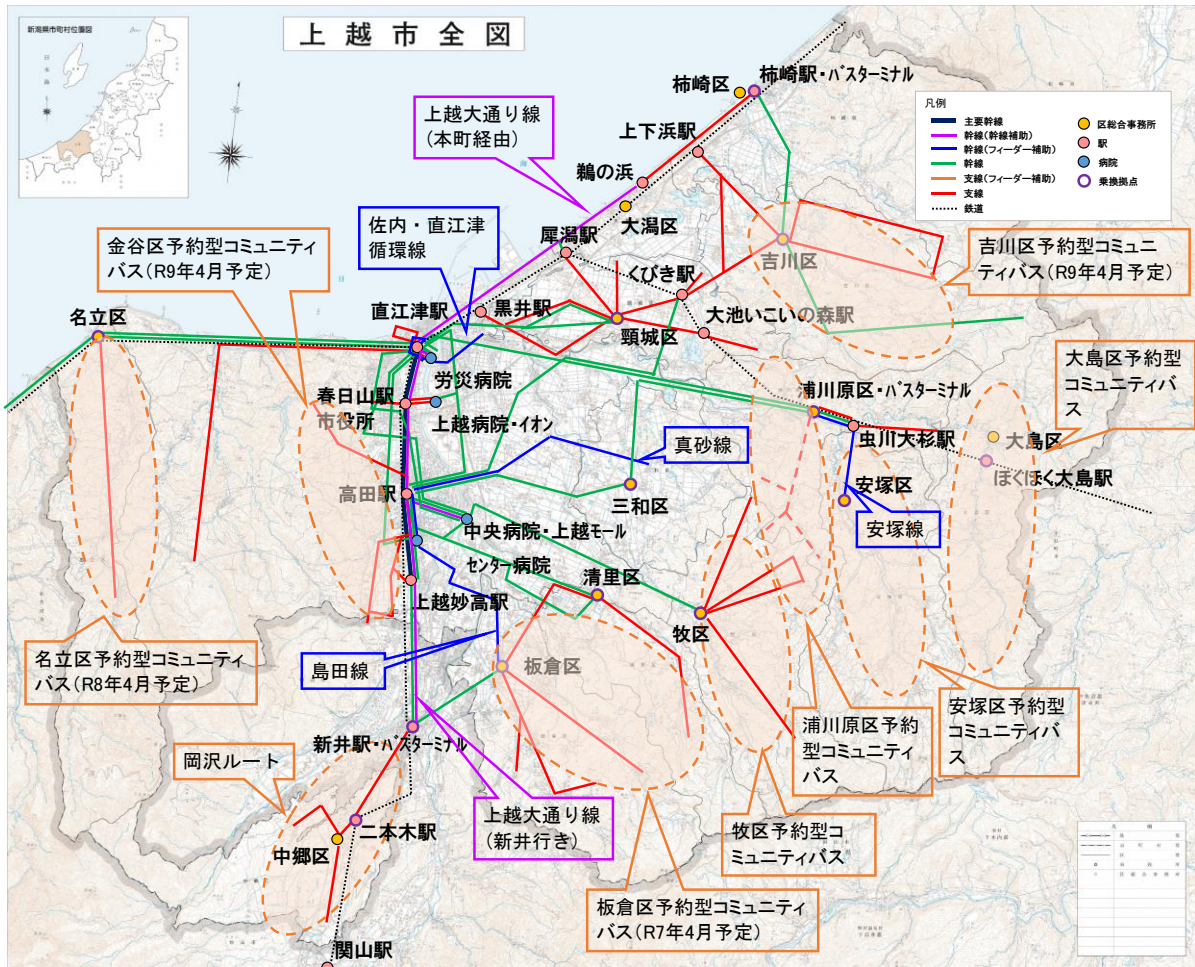 新潟県市町村位置図
上越市全図
凡例
主要幹線
幹線(幹線補助)
幹線(フィーダー補助)
幹線
支線(フィーダー補助)
支線
鉄道
区総合事務所
駅
病院
乗換拠点
柿崎区
柿崎駅・バスターミナル
上越大通り線
(本町経由)
上下浜駅
鵜の浜
大潟区
佐内・直江津
循環線
犀潟駅
金谷区予約型コミュニティ
バス(R9年4月予定)
吉川区
吉川区予約型コミュニ
ティバス(R9年4月予定)
くびき駅
直江津駅
黒井駅
名立区
頸城区
大池いこいの森駅
大島区予約型
コミュニティバ
ス
労災病院
春日山駅
市役所
上越病院・イオン
浦川原区・バスターミナル
虫川大杉駅
大島区
ほくほく大島駅
真砂線
高田駅
三和区
安塚区
安塚線
中央病院・上越モール
センター病院
清里区
上越妙高駅
牧区
名立区予約型コミュニティ
バス(R8年4月予定)
島田線
板倉区
浦川原区予約
型コミュニティ
バス
安塚区予約型
コミュニティバ
ス
新井駅・バスターミナル
岡沢ルート
上越大通り線
(新井行き)
二本木駅
中郷区
牧区予約型コ
ミュニティバス
板倉区予約型コミュニティ
バス(R7年4月予定)
関山駅
凡例